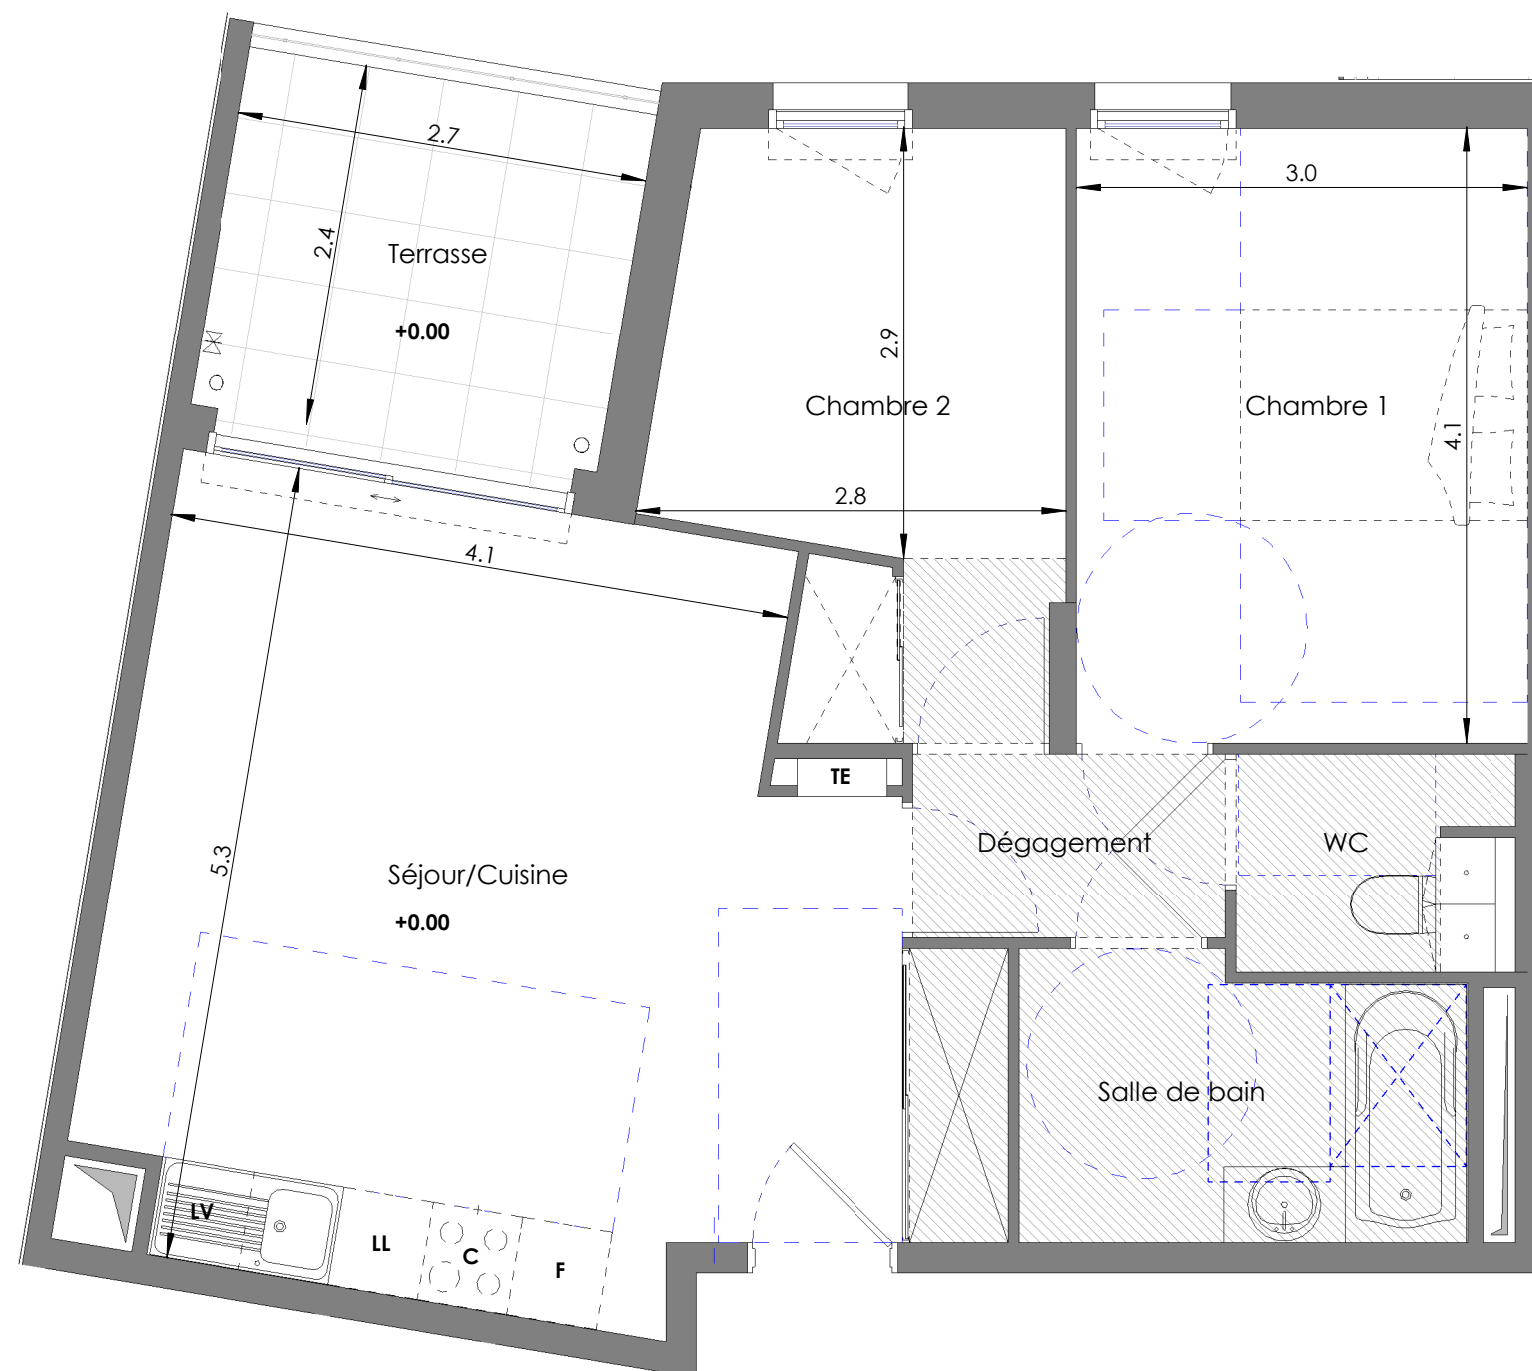 2.7
3.0
2.4
Terrasse
+0.00
2.9
Chambre 2
Chambre 1
4.1
2.8
4.1
TE
Dégagement
WC
5.3
Séjour/Cuisine
+0.00
Salle de bain
LV
LL
C
F